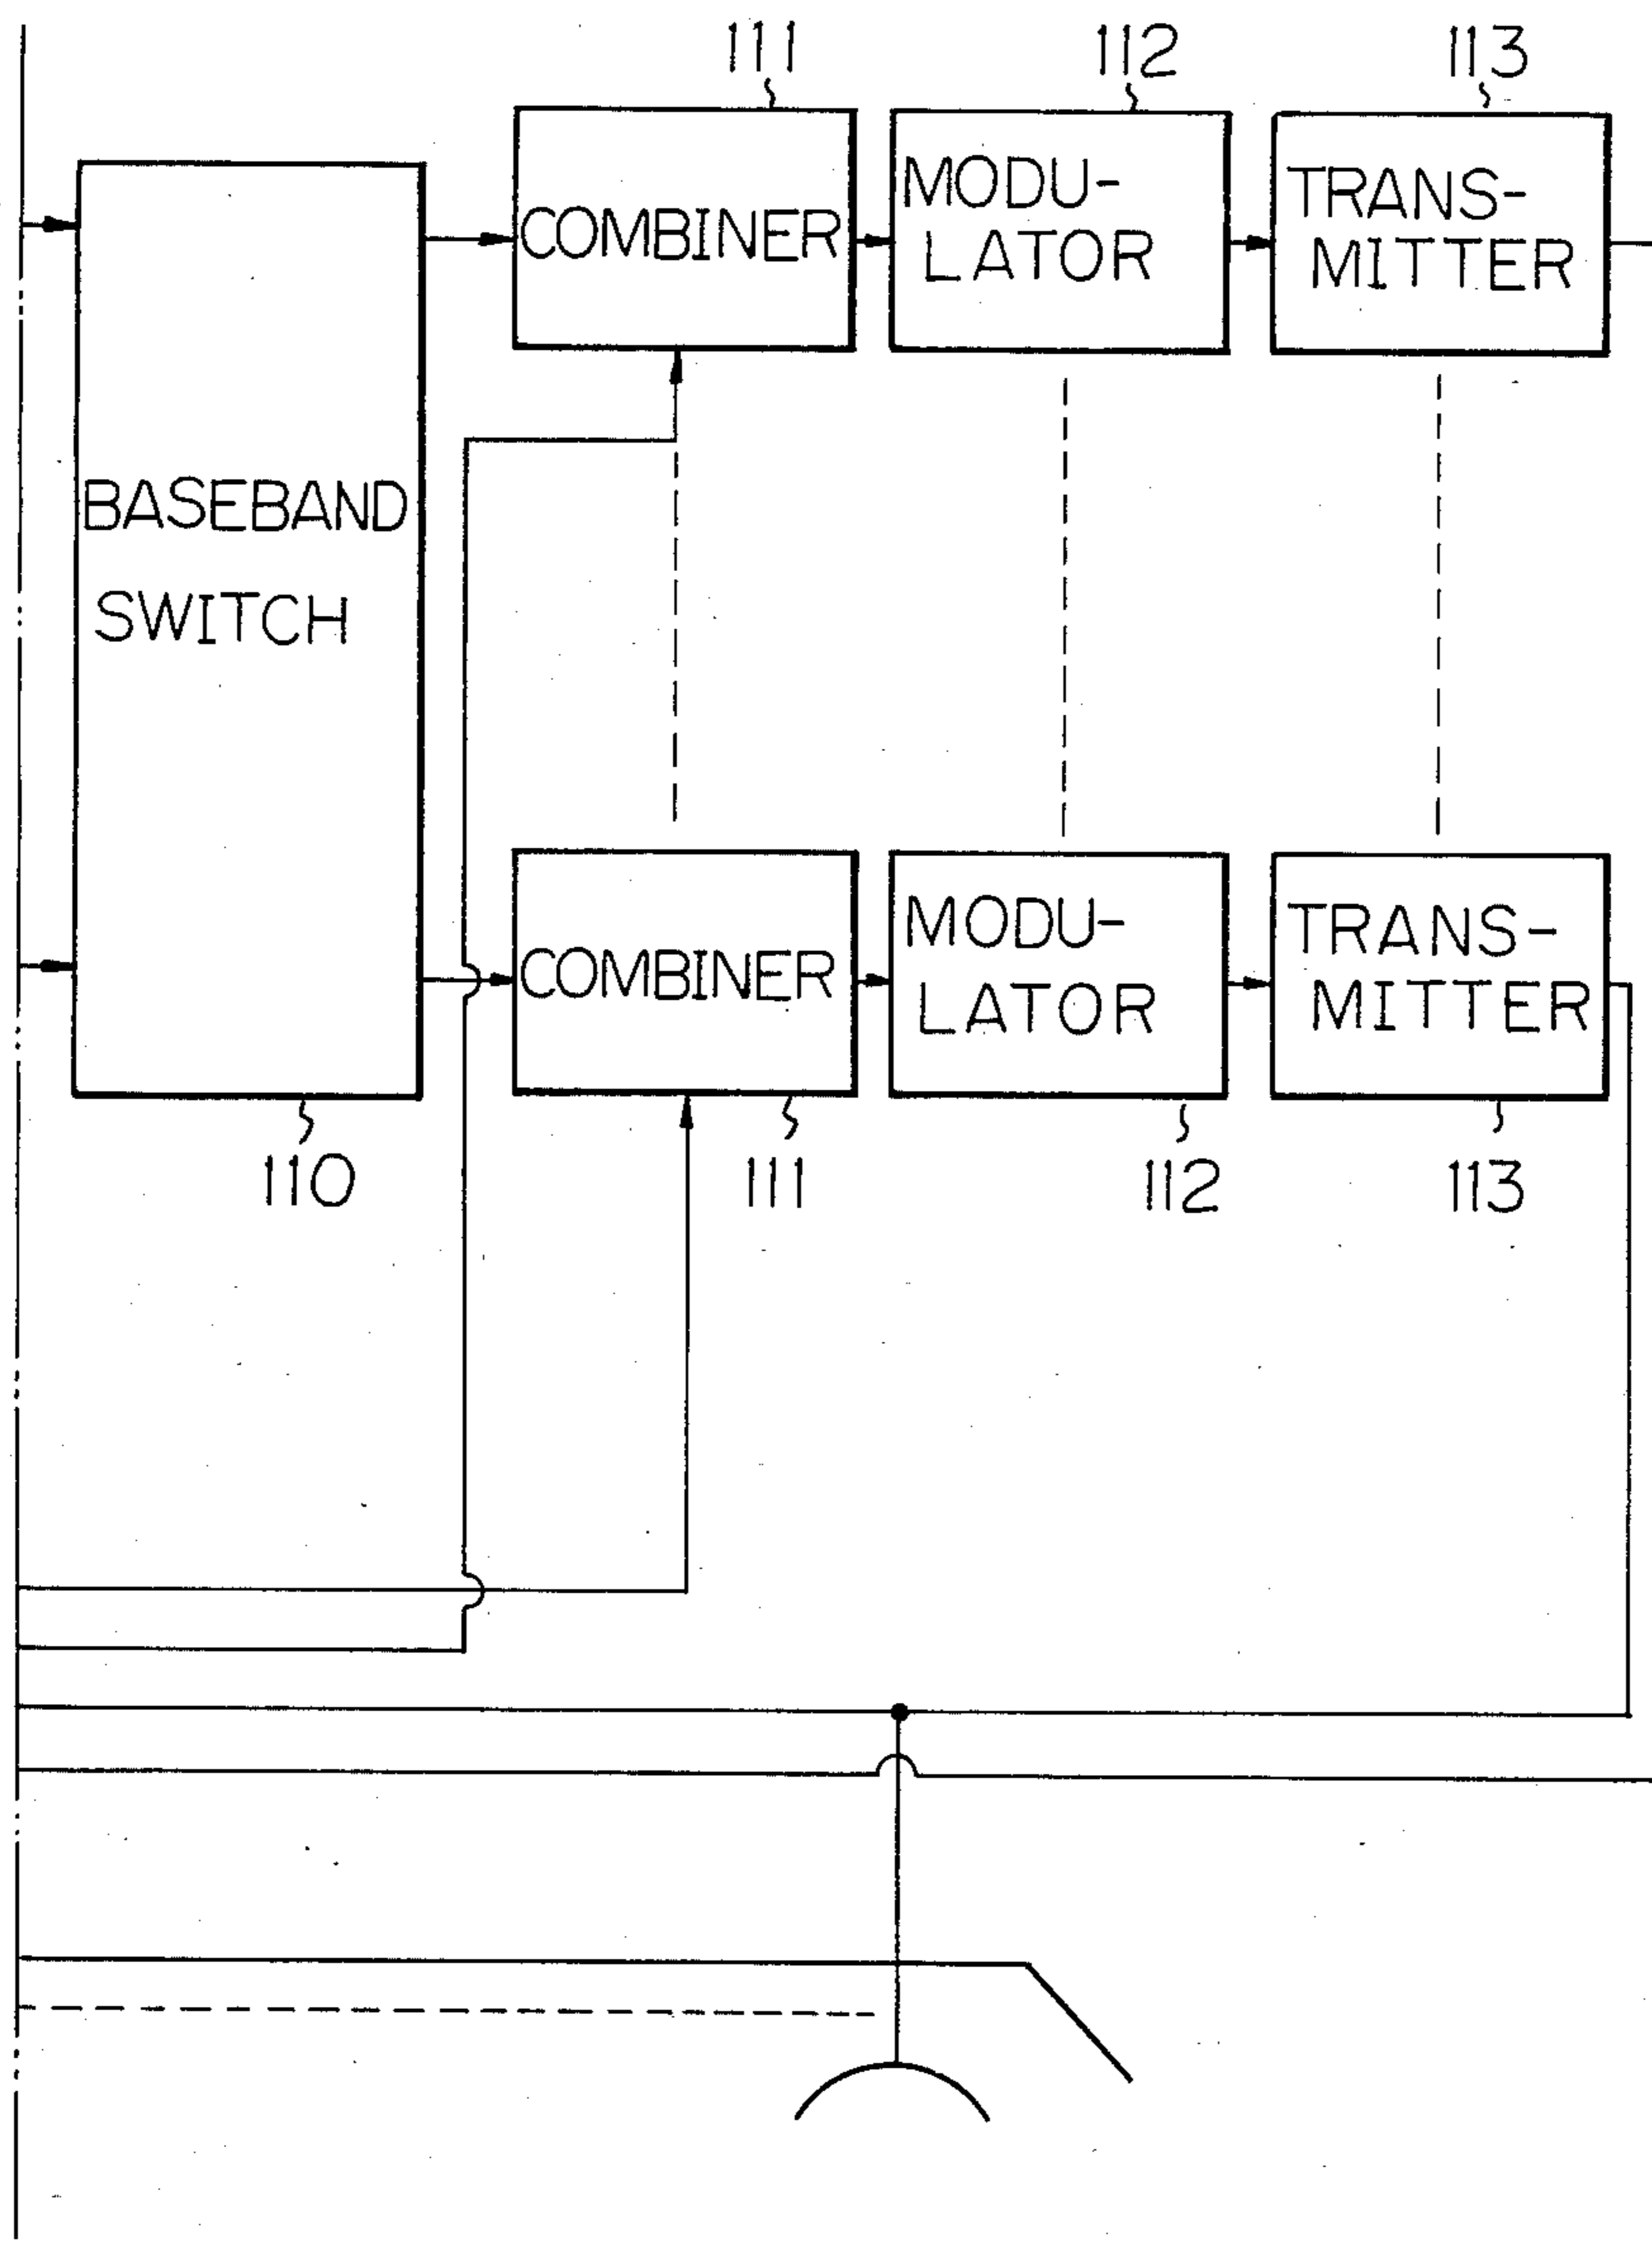 111
112
113
COMBINER
MODU-
LATOR
TRANS-
MITTER
BASEBAND
SWITCH
COMBINER
MODU-
LATOR
TRANS-
MITTER
110
111
112
113